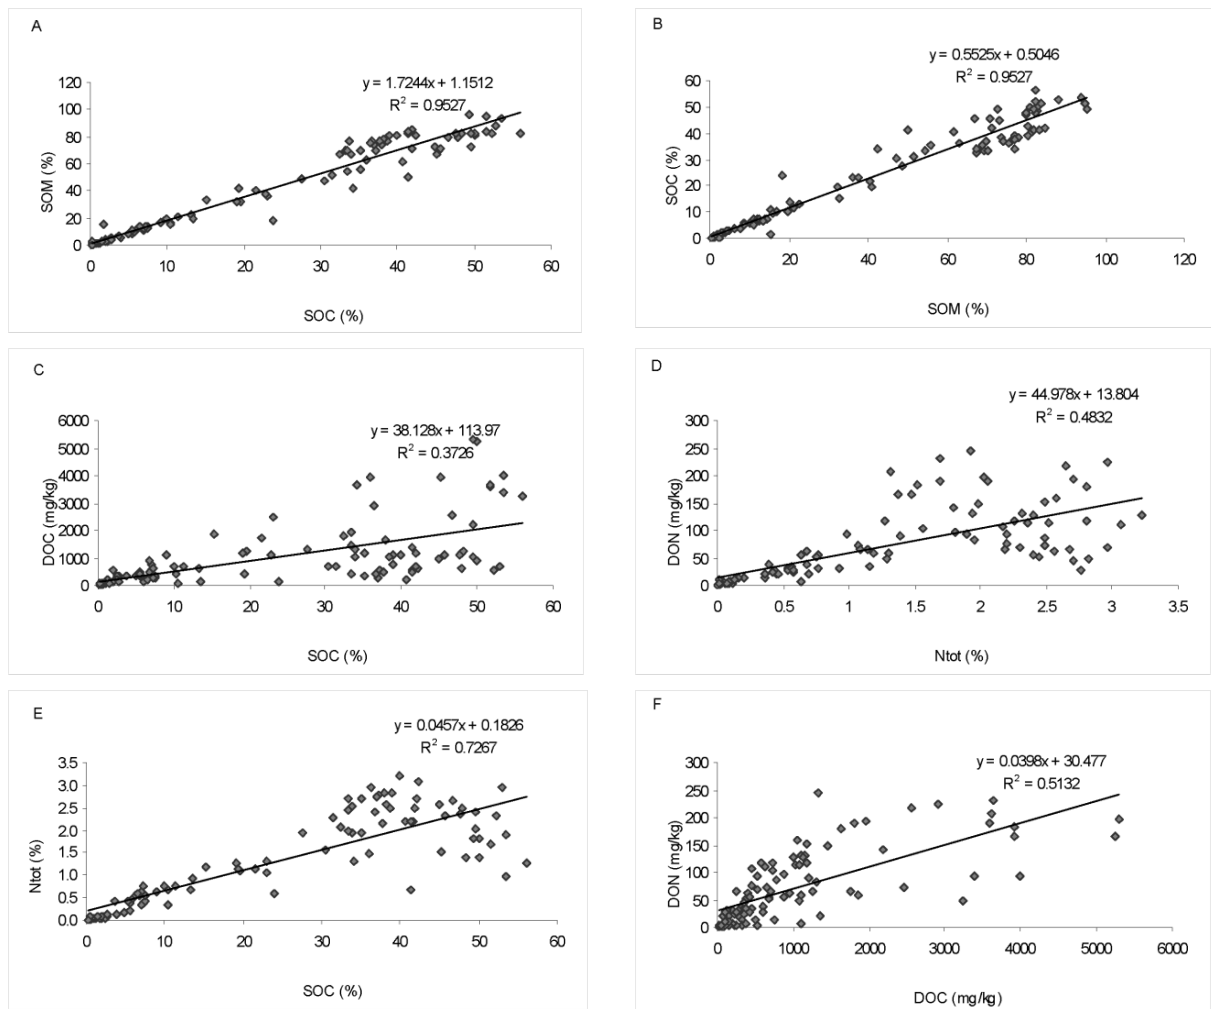 A
y = 1.7244x + 1.1512
R² = 0.9527
120
100
80
60
40
20
0
SOM (%)
0 10 20 30 40 50 60
SOC (%)
B
y = 0.5525x + 0.5046
R² = 0.9527
60
50
40
30
20
10
0
SOC (%)
0 20 40 60 80 100 120
SOM (%)
C
y = 38.128x + 113.97
R² = 0.3726
6000
5000
4000
3000
2000
1000
0
DOC (mg/kg)
0 10 20 30 40 50 60
SOC (%)
D
y = 44.978x + 13.804
R² = 0.4832
300
250
200
150
100
50
0
DON (mg/kg)
0 0.5 1 1.5 2 2.5 3 3.5
Ntot (%)
E
y = 0.0457x + 0.1826
R² = 0.7267
3.5
3.0
2.5
2.0
1.5
1.0
0.5
0.0
Ntot (%)
0 10 20 30 40 50 60
SOC (%)
F
y = 0.0398x + 30.477
R² = 0.5132
300
250
200
150
100
50
0
DON (mg/kg)
0 1000 2000 3000 4000 5000 6000
DOC (mg/kg)